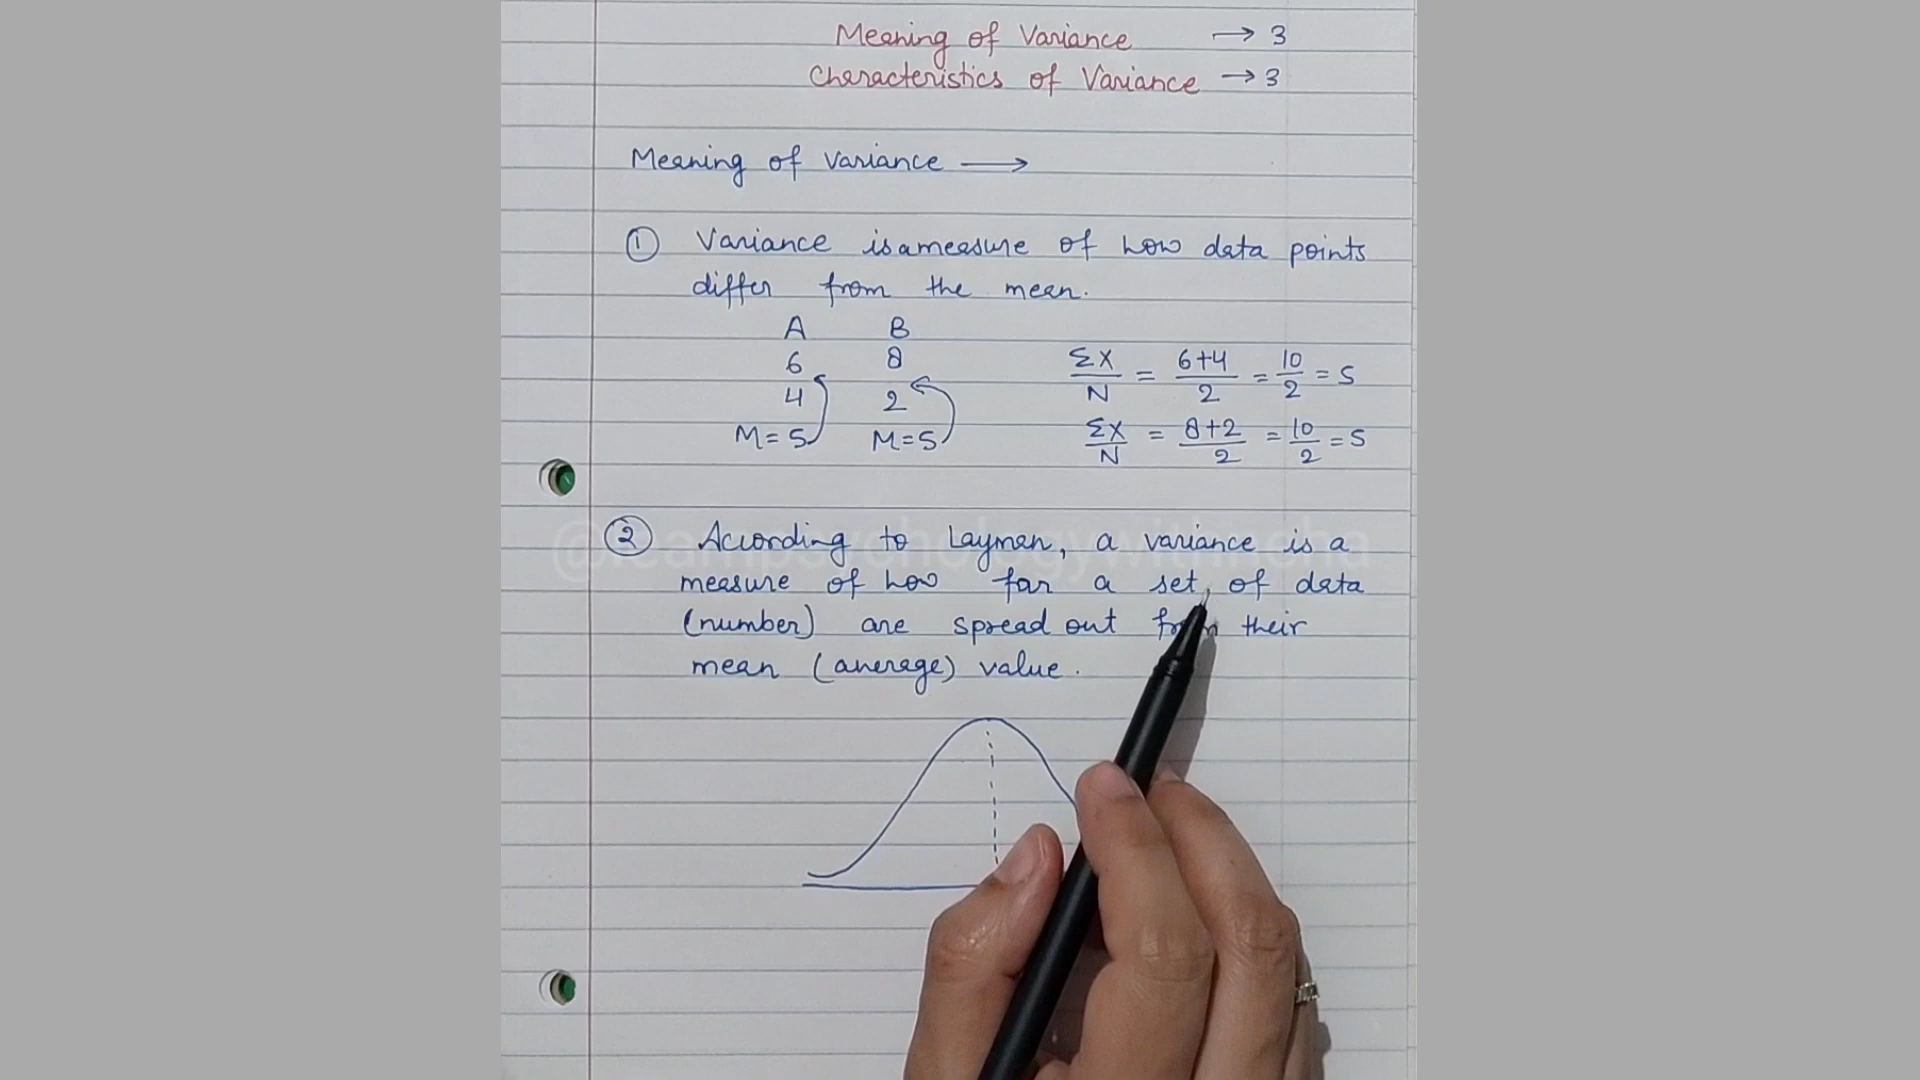 Meaning of Variance → 3
Characteristics of Variance → 3
Meaning of Variance →
① Variance is a measure of how data points
differ from the mean.
A B
6 8
4 2
M = 5 M = 5
ΣX/N = 6+4/2 = 10/2 = 5
ΣX/N = 8+2/2 = 10/2 = 5
② According to Layman, a variance is a
measure of how far a set of data
(number) are spread out from their
mean (average) value.